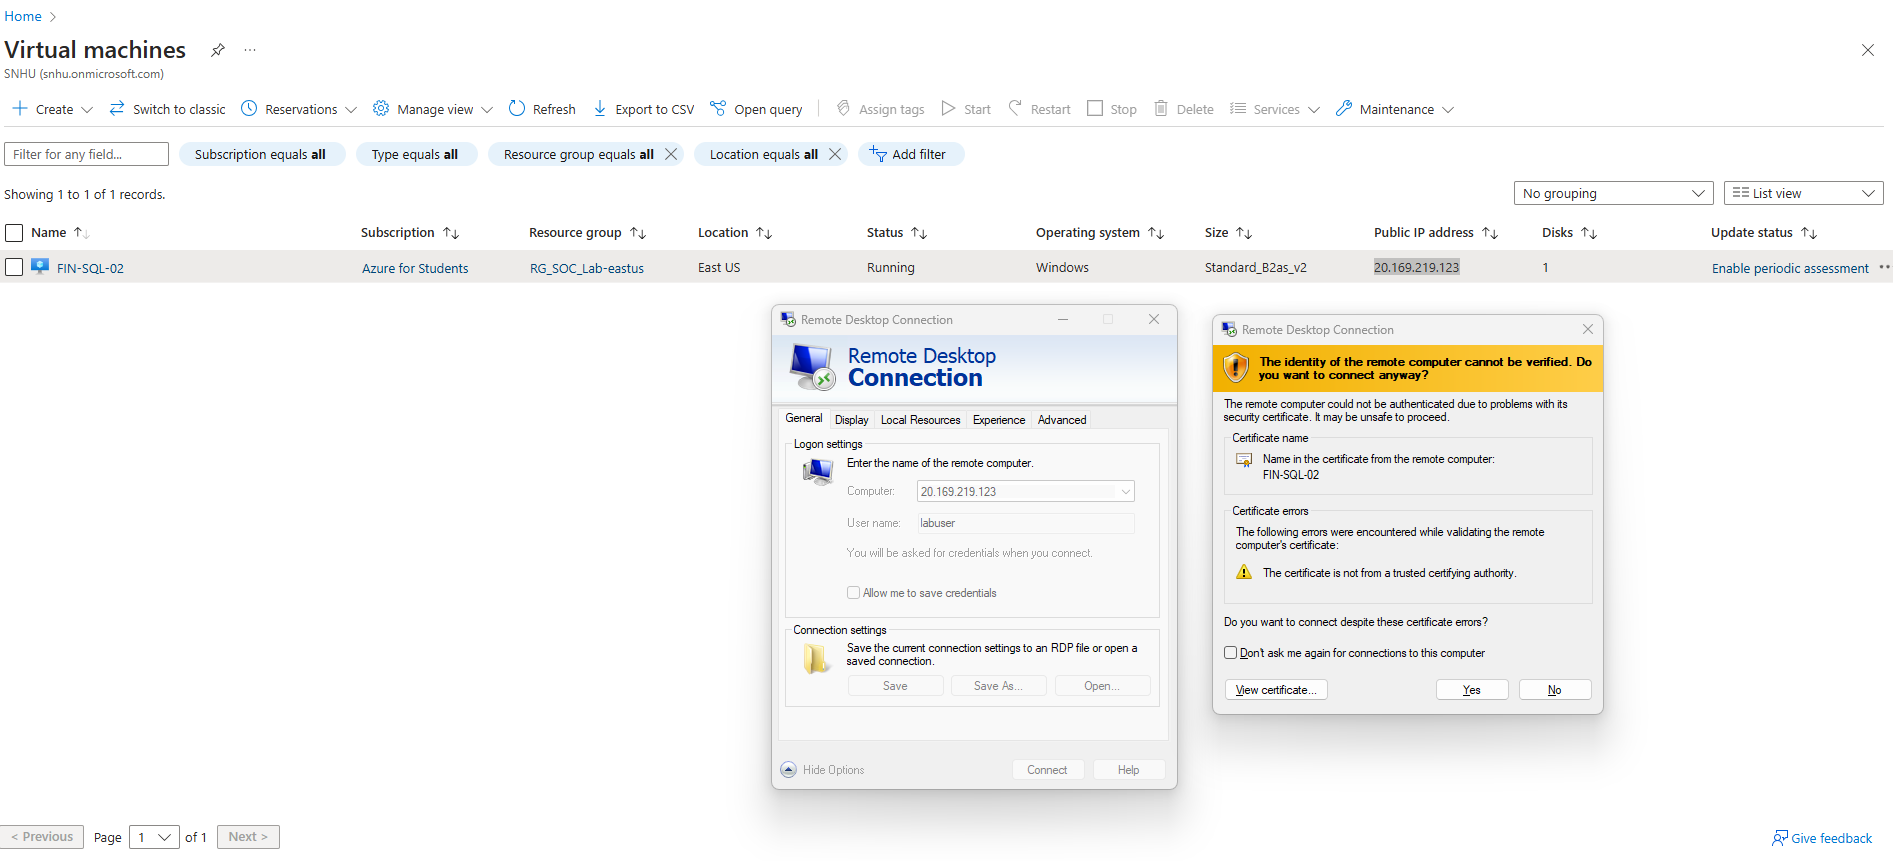 Home
Virtual machines
SNHU (snhu.onmicrosoft.com)
Create Switch to classic Reservations Manage view Refresh Export to CSV Open query Assign tags Start Restart Stop Delete Services Maintenance
Filter for any field... Subscription equals all Type equals all Resource group equals all Location equals all Add filter
Showing 1 to 1 of 1 records. No grouping List view
Name Subscription Resource group Location Status Operating system Size Public IP address Disks Update status
FIN-SQL-02 Azure for Students RG_SOC_Lab-eastus East US Running Windows Standard_B2as_v2 20.169.219.123 1 Enable periodic assessment
Remote Desktop Connection
Remote Desktop
Connection
General Display Local Resources Experience Advanced
Logon settings
Enter the name of the remote computer.
Computer: 20.169.219.123
User name: labuser
You will be asked for credentials when you connect.
Allow me to save credentials
Connection settings
Save the current connection settings to an RDP file or open a
saved connection.
Save Save As... Open...
Hide Options Connect Help
Remote Desktop Connection
The identity of the remote computer cannot be verified. Do
you want to connect anyway?
The remote computer could not be authenticated due to problems with its
security certificate. It may be unsafe to proceed.
Certificate name
Name in the certificate from the remote computer:
FIN-SQL-02
Certificate errors
The following errors were encountered while validating the remote
computer's certificate:
The certificate is not from a trusted certifying authority.
Do you want to connect despite these certificate errors?
Don't ask me again for connections to this computer
View certificate... Yes No
< Previous Page 1 of 1 Next >
Give feedback